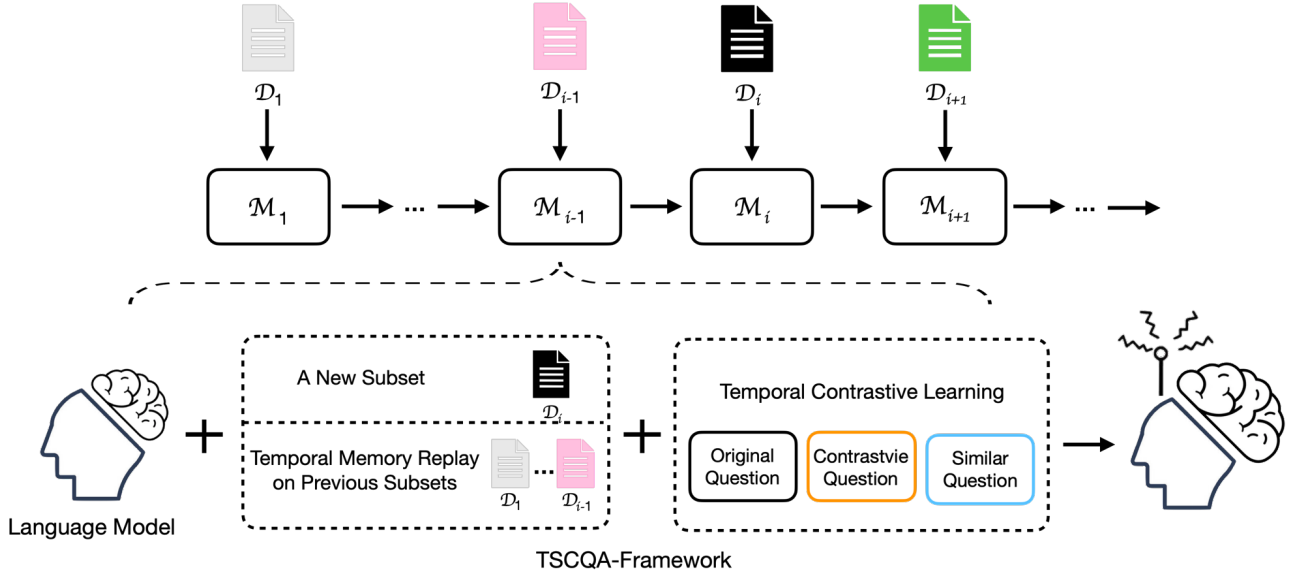 𝒟1 𝒟i-1 𝒟i 𝒟i+1
ℳ1 ... ℳi-1 ℳi ℳi+1 ...
A New Subset
𝒟i
Temporal Memory Replay
on Previous Subsets
...
𝒟1 𝒟i-1
Temporal Contrastive Learning
Original
Question
Contrastvie
Question
Similar
Question
Language Model
TSCQA-Framework